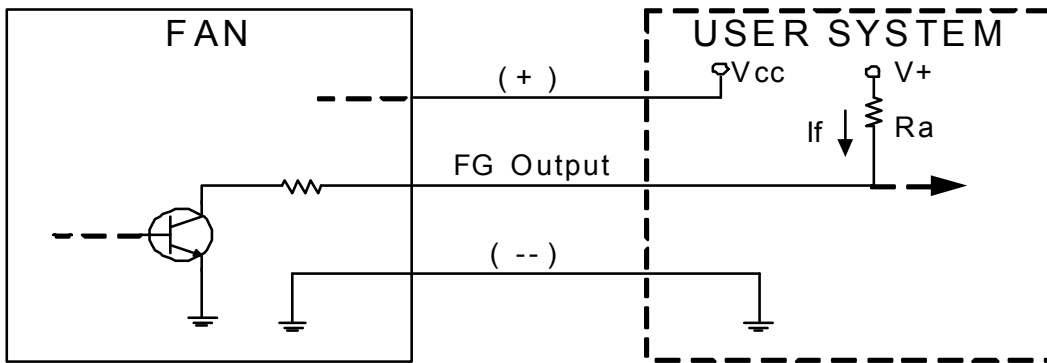 FAN
USER SYSTEM
( + )
Vcc
V+
If
Ra
FG Output
( -- )